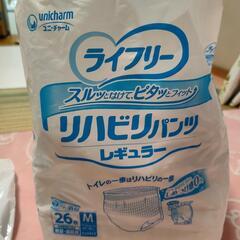 unicharm
ユニ・チャーム
ライフリー
スルッとはけて、ピタッとフィット
リハビリパンツ
レギュラー
トイレの一歩はリハビリの一歩
26枚
M